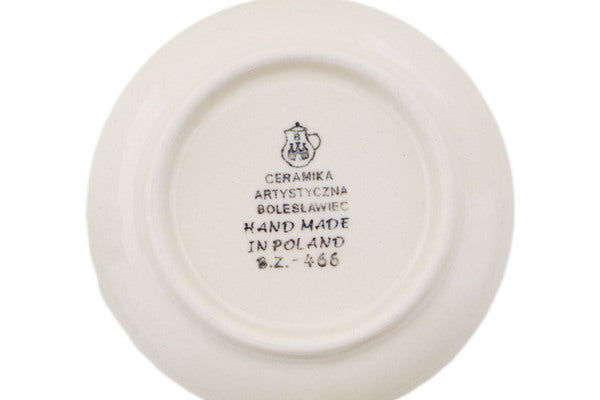 B
CERAMIKA
ARTYSTYCZNA
BOLESŁAWIEC
HAND MADE
IN POLAND
B.Z.-466